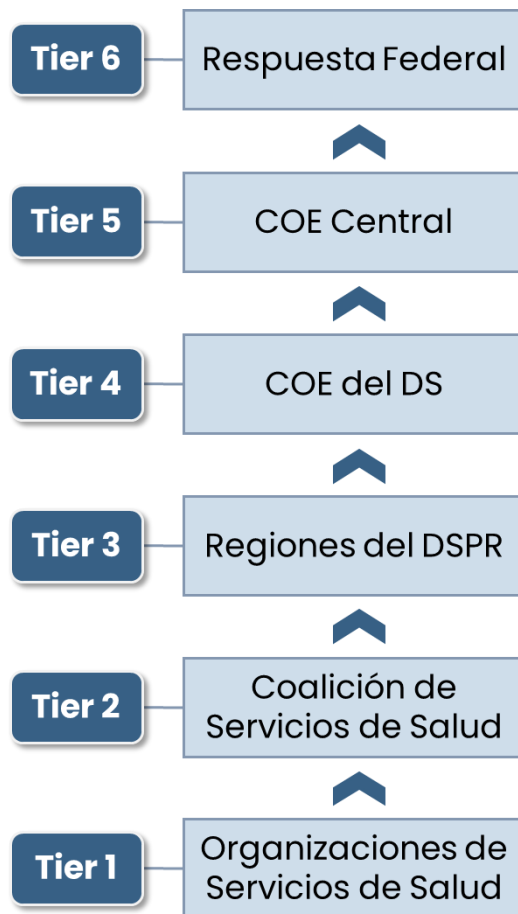 Tier 6
Respuesta Federal
Tier 5
COE Central
Tier 4
COE del DS
Tier 3
Regiones del DSPR
Tier 2
Coalición de
Servicios de Salud
Tier 1
Organizaciones de
Servicios de Salud